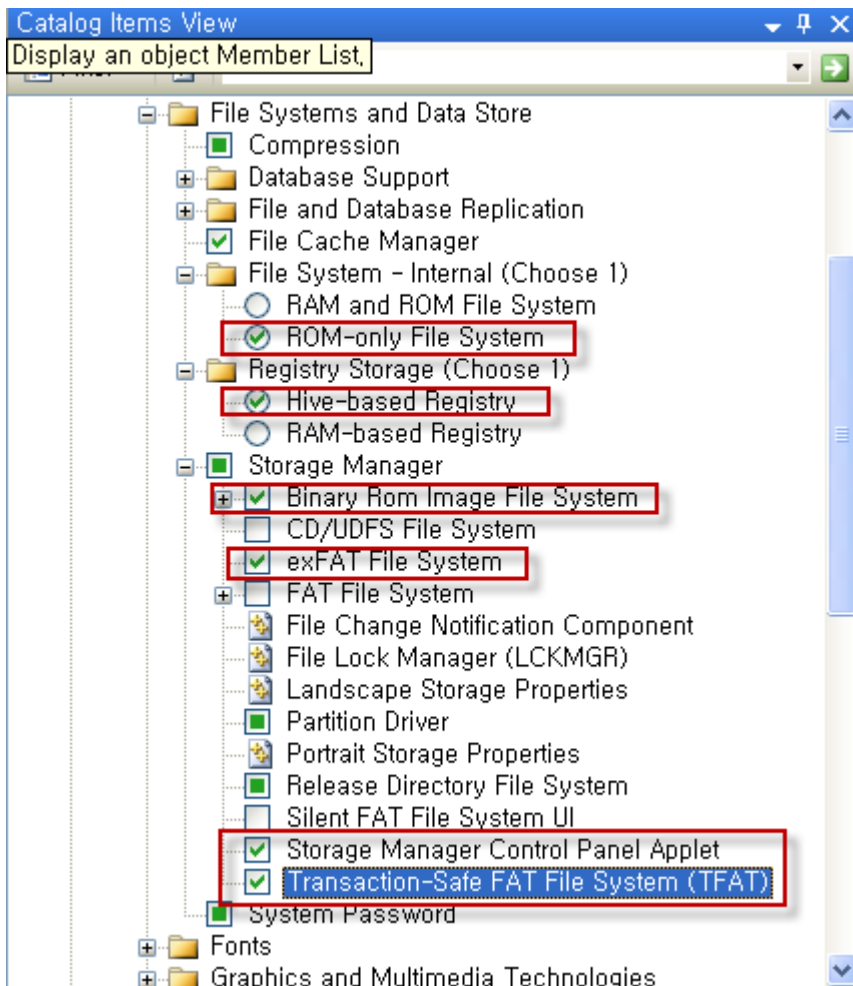 Catalog Items View
Display an object Member List,
File Systems and Data Store
Compression
Database Support
File and Database Replication
File Cache Manager
File System - Internal (Choose 1)
RAM and ROM File System
ROM-only File System
Registry Storage (Choose 1)
Hive-based Registry
RAM-based Registry
Storage Manager
Binary Rom Image File System
CD/UDFS File System
exFAT File System
FAT File System
File Change Notification Component
File Lock Manager (LCKMGR)
Landscape Storage Properties
Partition Driver
Portrait Storage Properties
Release Directory File System
Silent FAT File System UI
Storage Manager Control Panel Applet
Transaction-Safe FAT File System (TFAT)
System Password
Fonts
Graphics and Multimedia Technologies